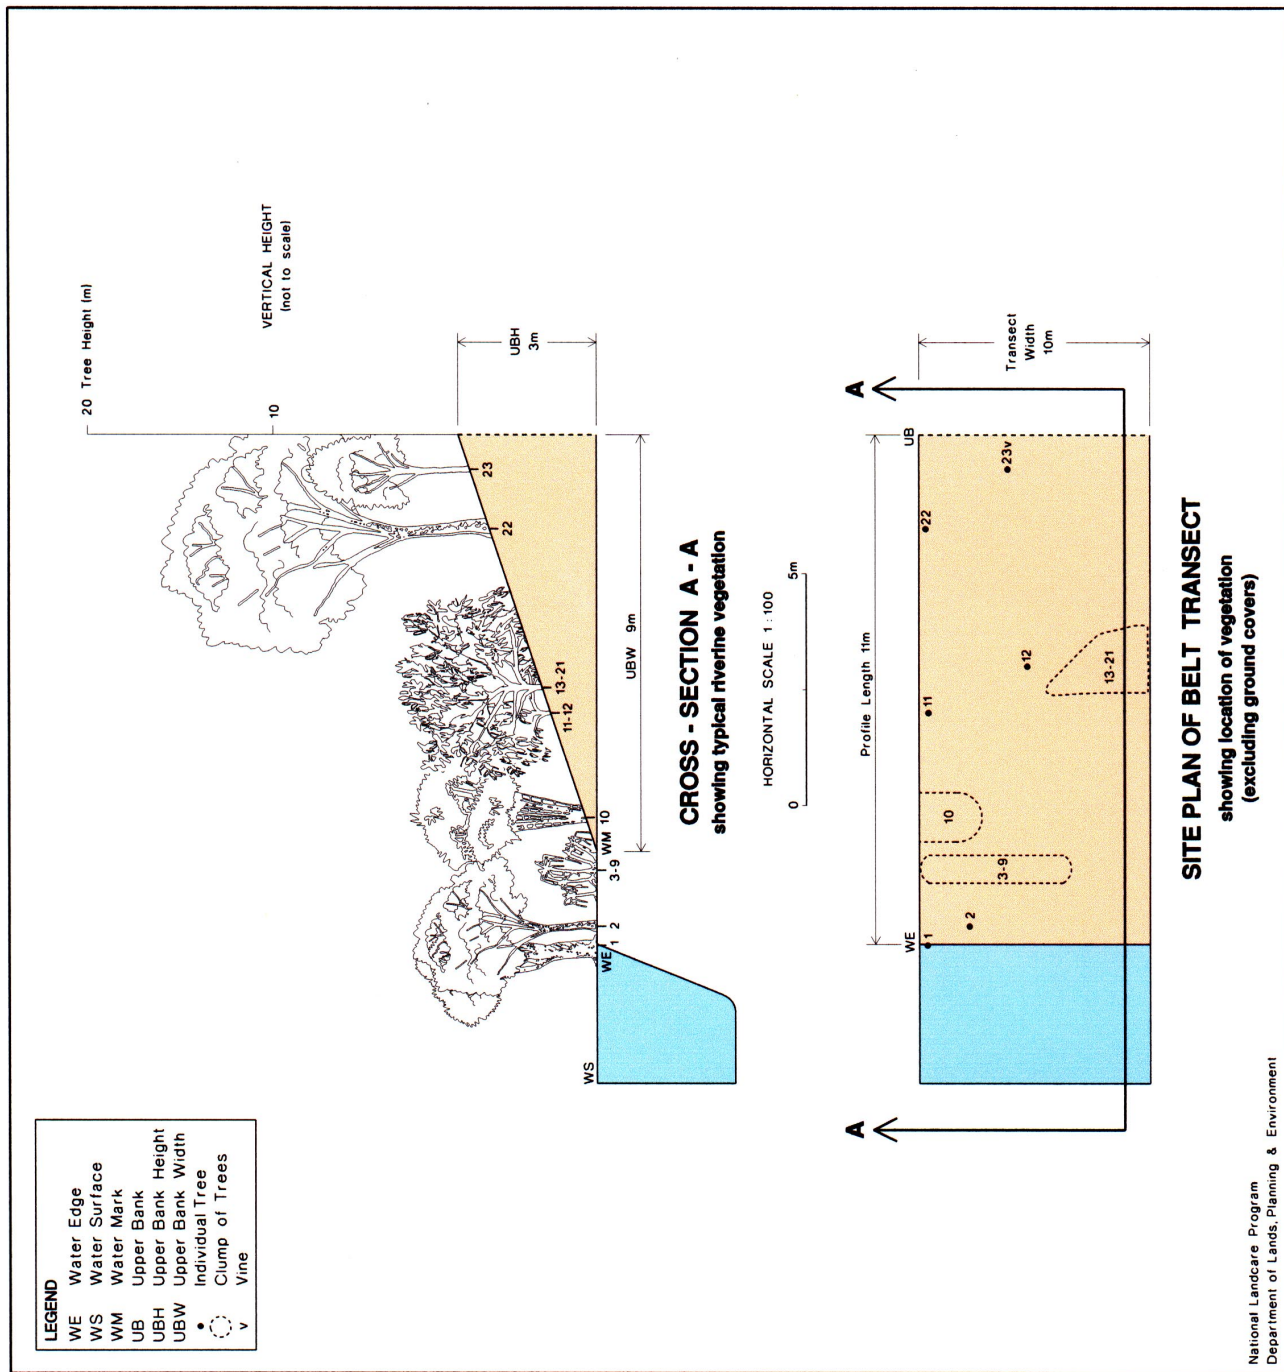 LEGEND
WE Water Edge
WS Water Surface
WM Water Mark
UB Upper Bank
UBH Upper Bank Height
UBW Upper Bank Width
• Individual Tree
Clump of Trees
v Vine
20 Tree Height (m)
10
VERTICAL HEIGHT
(not to scale)
UBH
3m
WS
WE
1
2
3-9
WM
10
11-12
13-21
22
23
UBW 9m
CROSS - SECTION A - A
showing typical riverine vegetation
HORIZONTAL SCALE 1 : 100
0
5m
Profile Length 11m
A
A
WE
UB
Transect
Width
10m
1
2
3-9
10
11
12
13-21
22
23v
SITE PLAN OF BELT TRANSECT
showing location of vegetation
(excluding ground covers)
National Landcare Program
Department of Lands, Planning & Environment